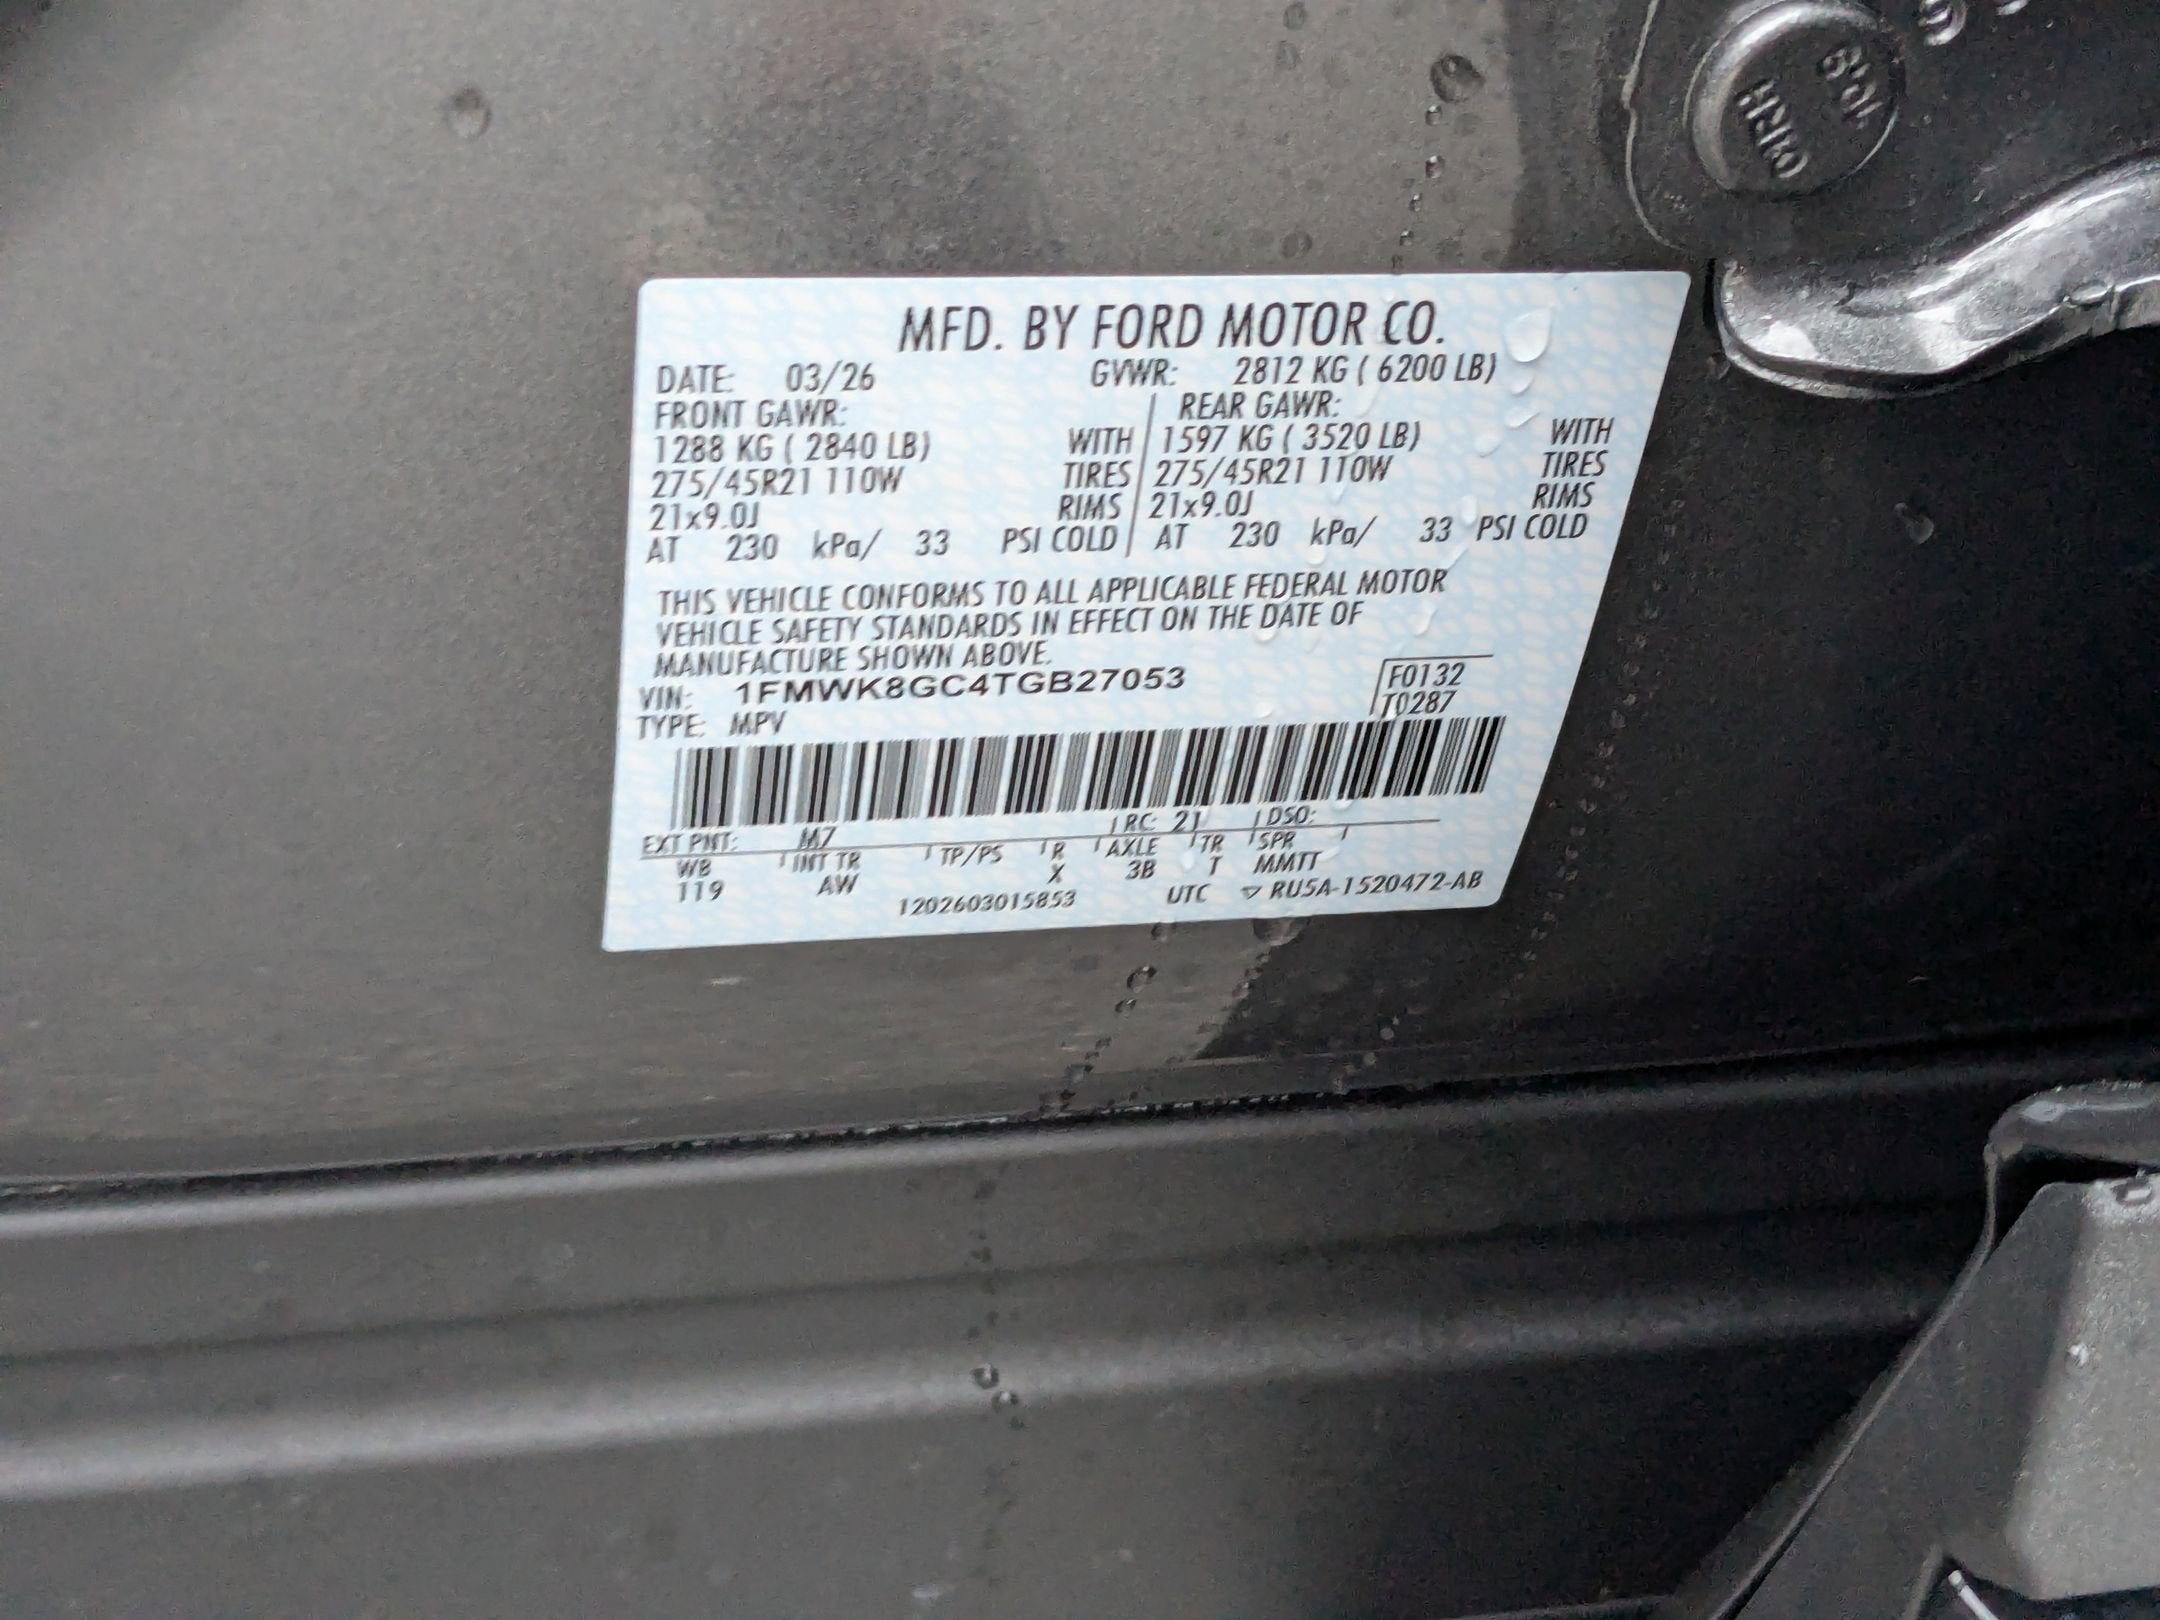 MFD. BY FORD MOTOR CO.
DATE: 03/26 GVWR: 2812 KG ( 6200 LB)
FRONT GAWR: REAR GAWR:
1288 KG ( 2840 LB) WITH 1597 KG ( 3520 LB) WITH
275/45R21 110W TIRES 275/45R21 110W TIRES
21x9.0J RIMS 21x9.0J RIMS
AT 230 kPa/ 33 PSI COLD AT 230 kPa/ 33 PSI COLD
THIS VEHICLE CONFORMS TO ALL APPLICABLE FEDERAL MOTOR
VEHICLE SAFETY STANDARDS IN EFFECT ON THE DATE OF
MANUFACTURE SHOWN ABOVE.
VIN: 1FMWK8GC4TGB27053 F0132
TYPE: MPV T0287
EXT PNT: M7 RC: 21 DSO:
WB INT TR TP/PS R AXLE TR SPR
119 AW X 3B T MMTT
1202603015853 UTC ▽ RU5A-1520472-AB